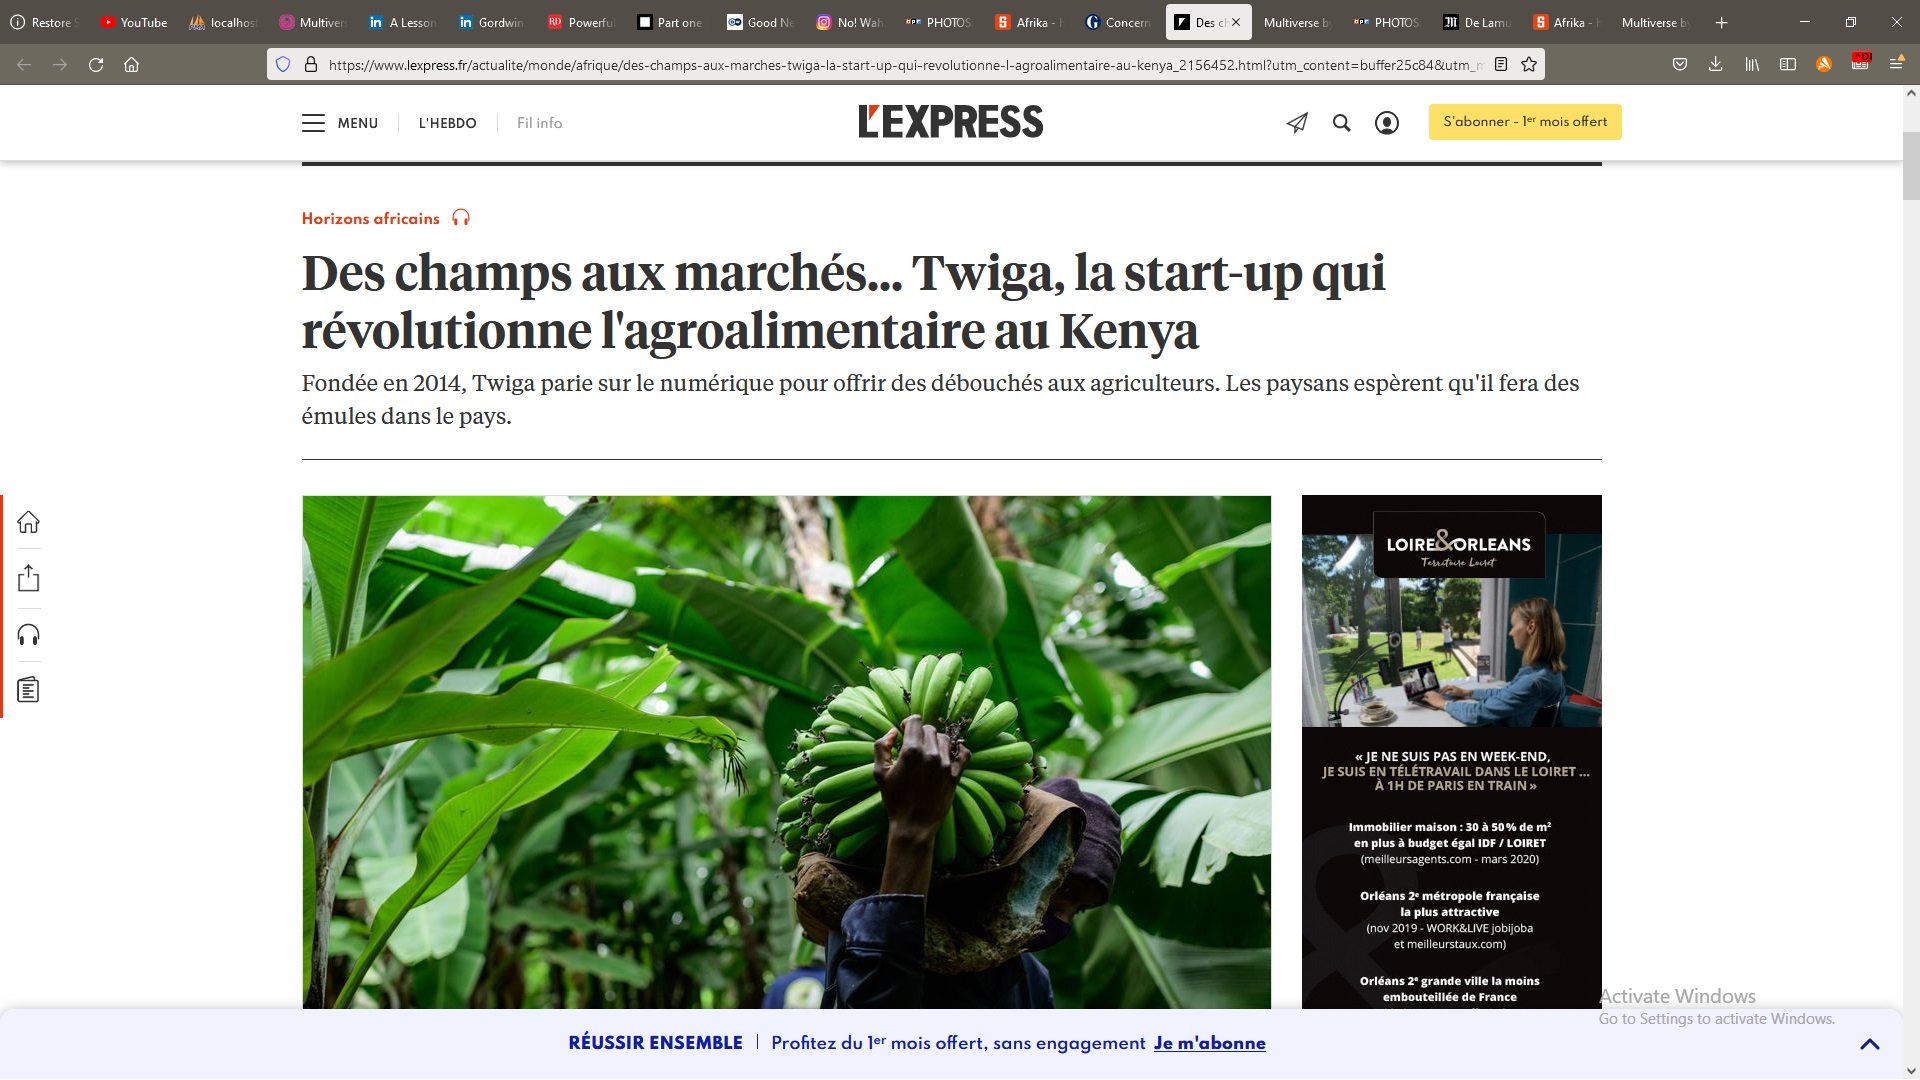 Restore S
YouTube
localhos
Multiver
A Lesson
Gordwin
Powerful
Part one
Good Ne
No! Wah
PHOTOS:
Afrika - H
Concern
Des ch
Multiverse by
PHOTOS:
De Lamu
Afrika - H
Multiverse by
https://www.lexpress.fr/actualite/monde/afrique/des-champs-aux-marches-twiga-la-start-up-qui-revolutionne-l-agroalimentaire-au-kenya_2156452.html?utm_content=buffer25c84&utm_m
MENU
L'HEBDO
Fil info
L'EXPRESS
S'abonner - 1er mois offert
Horizons africains
Des champs aux marchés... Twiga, la start-up qui
révolutionne l'agroalimentaire au Kenya
Fondée en 2014, Twiga parie sur le numérique pour offrir des débouchés aux agriculteurs. Les paysans espèrent qu'il fera des
émules dans le pays.
LOIRE&ORLEANS
Territoire Loiret
« JE NE SUIS PAS EN WEEK-END,
JE SUIS EN TÉLÉTRAVAIL DANS LE LOIRET ...
À 1H DE PARIS EN TRAIN »
Immobilier maison : 30 à 50 % de m²
en plus à budget égal IDF / LOIRET
(meilleursagents.com - mars 2020)
Orléans 2e métropole française
la plus attractive
(nov 2019 - WORK&LIVE jobijoba
et meilleurstaux.com)
Orléans 2e grande ville la moins
embouteillée de France
Activate Windows
Go to Settings to activate Windows.
RÉUSSIR ENSEMBLE | Profitez du 1er mois offert, sans engagement Je m'abonne